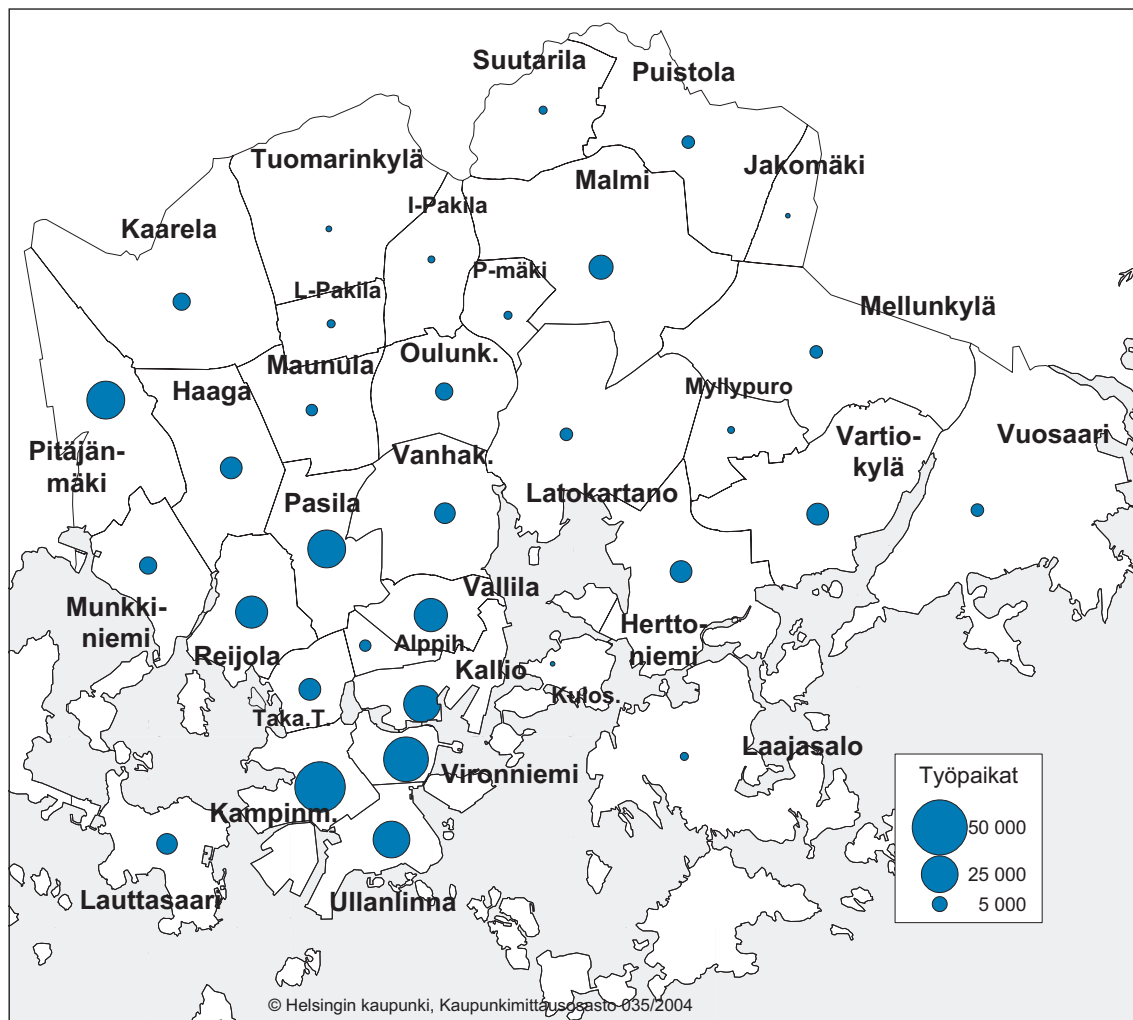 Suutarila
Puistola
Tuomarinkylä
Malmi
Jakomäki
I-Pakila
Kaarela
P-mäki
L-Pakila
Mellunkylä
Oulunk.
Maunula
Haaga
Myllypuro
Vartio-
kylä
Vuosaari
Pitäjän-
mäki
Vanhak.
Latokartano
Pasila
Vallila
Munkki-
niemi
Hertto-
niemi
Alppih.
Reijola
Kallio
Kulos.
Taka.T.
Laajasalo
Vironniemi
Kampinm.
Lauttasaari
Ullanlinna
Työpaikat
50 000
25 000
5 000
© Helsingin kaupunki, Kaupunkimittausosasto 035/2004